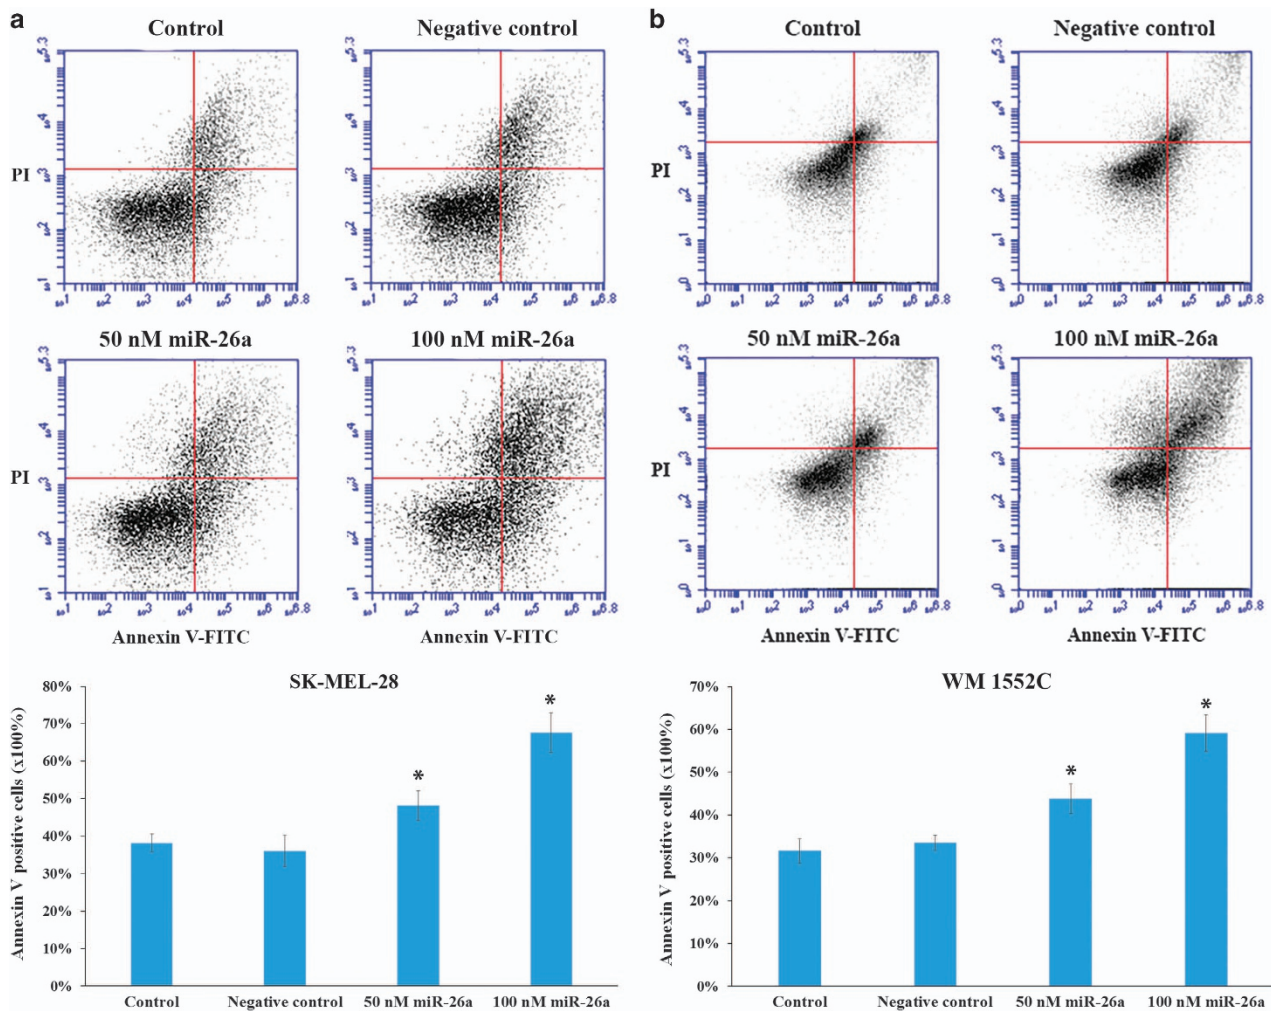 a
Control
Negative control
b
Control
Negative control
PI
PI
50 nM miR-26a
100 nM miR-26a
50 nM miR-26a
100 nM miR-26a
PI
PI
Annexin V-FITC
Annexin V-FITC
Annexin V-FITC
Annexin V-FITC
SK-MEL-28
Annexin V positive cells (x100%)
80%
70%
60%
50%
40%
30%
20%
10%
0%
Control
Negative control
50 nM miR-26a
100 nM miR-26a
*
*
WM 1552C
Annexin V positive cells (x100%)
70%
60%
50%
40%
30%
20%
10%
0%
Control
Negative control
50 nM miR-26a
100 nM miR-26a
*
*